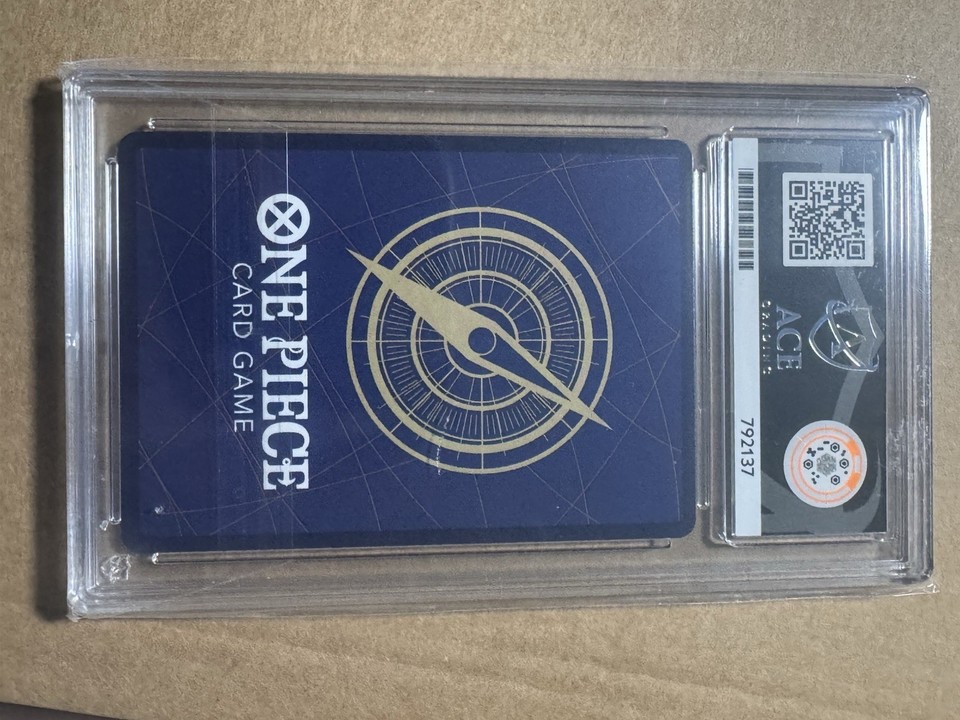 ACE
GRADING
792137
ONE PIECE
CARD GAME